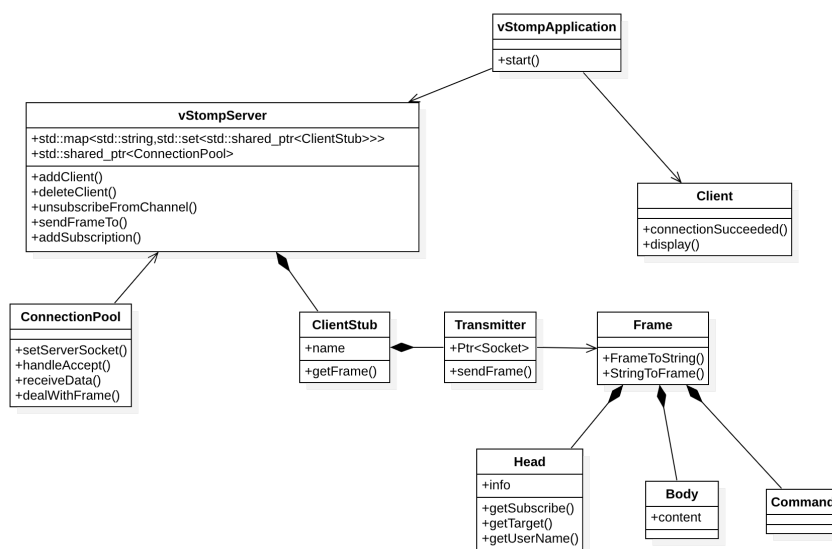 vStompApplication
+start()
vStompServer
+std::map<std::string,std::set<std::shared_ptr<ClientStub>>>
+std::shared_ptr<ConnectionPool>
+addClient()
+deleteClient()
+unsubscribeFromChannel()
+sendFrameTo()
+addSubscription()
Client
+connectionSucceeded()
+display()
ConnectionPool
+setServerSocket()
+handleAccept()
+receiveData()
+dealWithFrame()
ClientStub
+name
+getFrame()
Transmitter
+Ptr<Socket>
+sendFrame()
Frame
+FrameToString()
+StringToFrame()
Head
+info
+getSubscribe()
+getTarget()
+getUserName()
Body
+content
Command